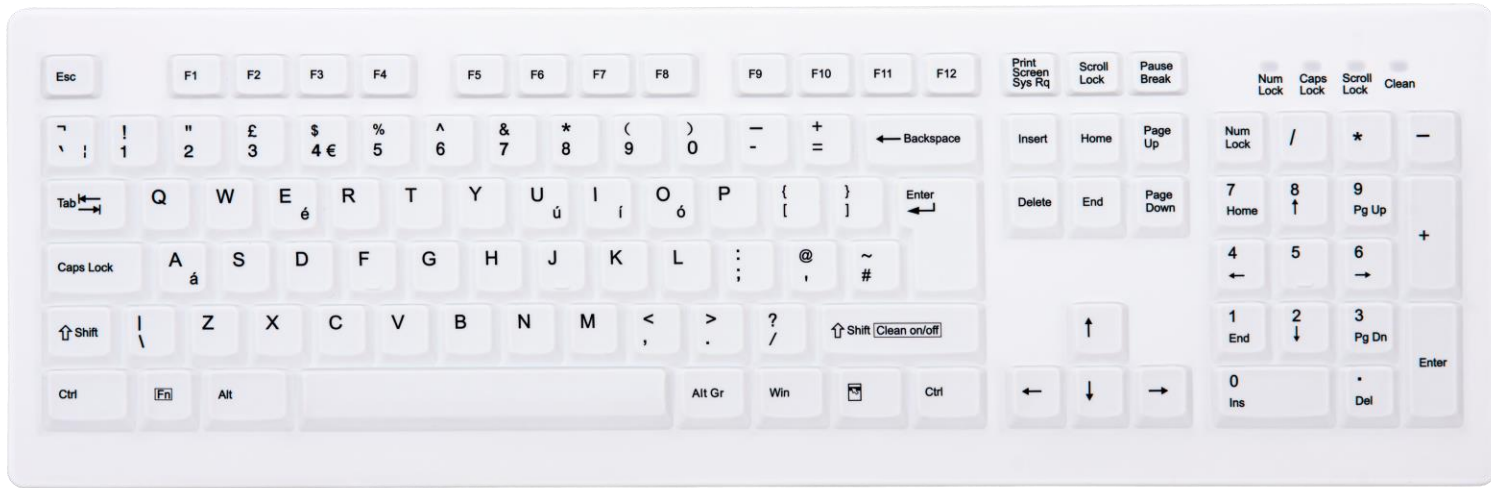 Esc F1 F2 F3 F4 F5 F6 F7 F8 F9 F10 F11 F12
Print
Screen
Sys Rq
Scroll
Lock
Pause
Break
Num
Lock
Caps
Lock
Scroll
Lock
Clean
¬ ! " £ $ % ^ & * ( ) — +
` ¦ 1 2 3 4 € 5 6 7 8 9 0 - =
← Backspace
Insert Home
Page
Up
Num
Lock
/ * —
Tab Q W E é R T Y U ú I í O ó P
{ }
[ ]
Enter
Delete End
Page
Down
7 8 9
Home ↑ Pg Up
+
Caps Lock A á S D F G H J K L
: @ ~
; ' #
4 5 6
← →
⇧ Shift
|
\
Z X C V B N M
< > ?
, . /
⇧ Shift Clean on/off
↑
1 2 3
End ↓ Pg Dn
Enter
Ctrl Fn Alt Alt Gr Win Ctrl
← ↓ →
0 .
Ins Del